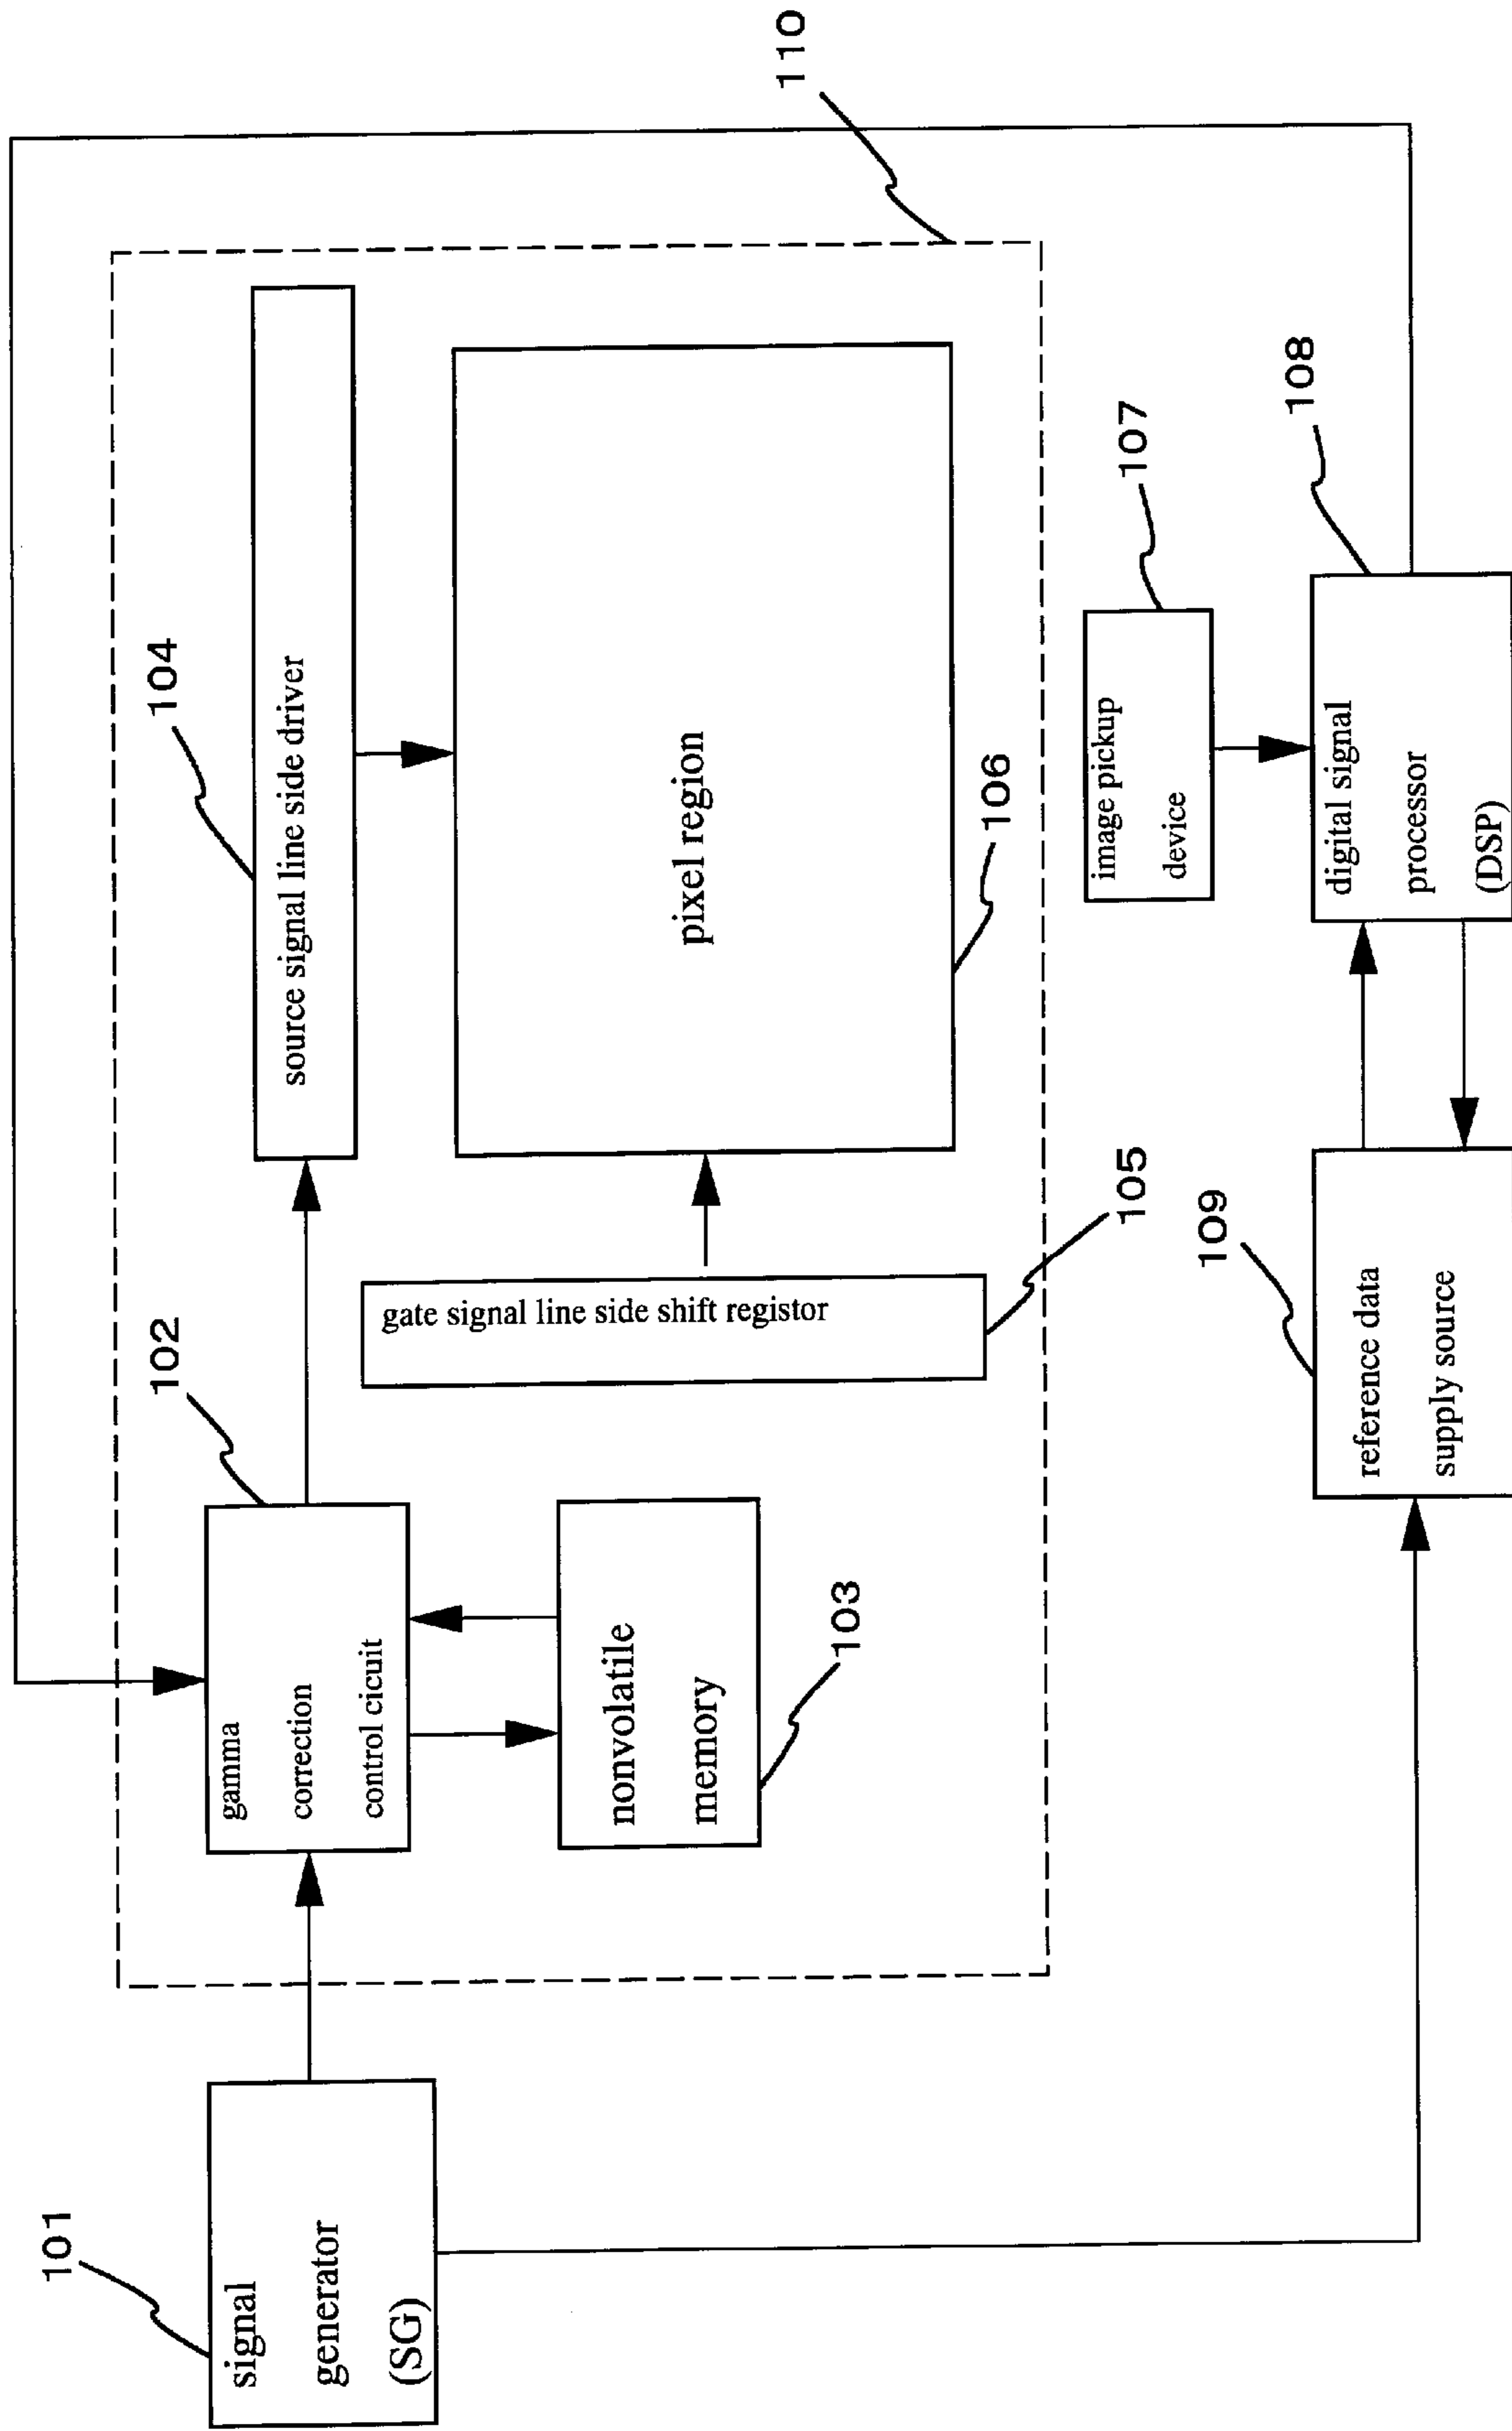 110
104
source signal line side driver
102
gamma
correction
control cicuit
pixel region
106
gate signal line side shift registor
105
nonvolatile
memory
103
101
signal
generator
(SG)
107
image pickup
device
108
digital signal
processor
(DSP)
109
reference data
supply source